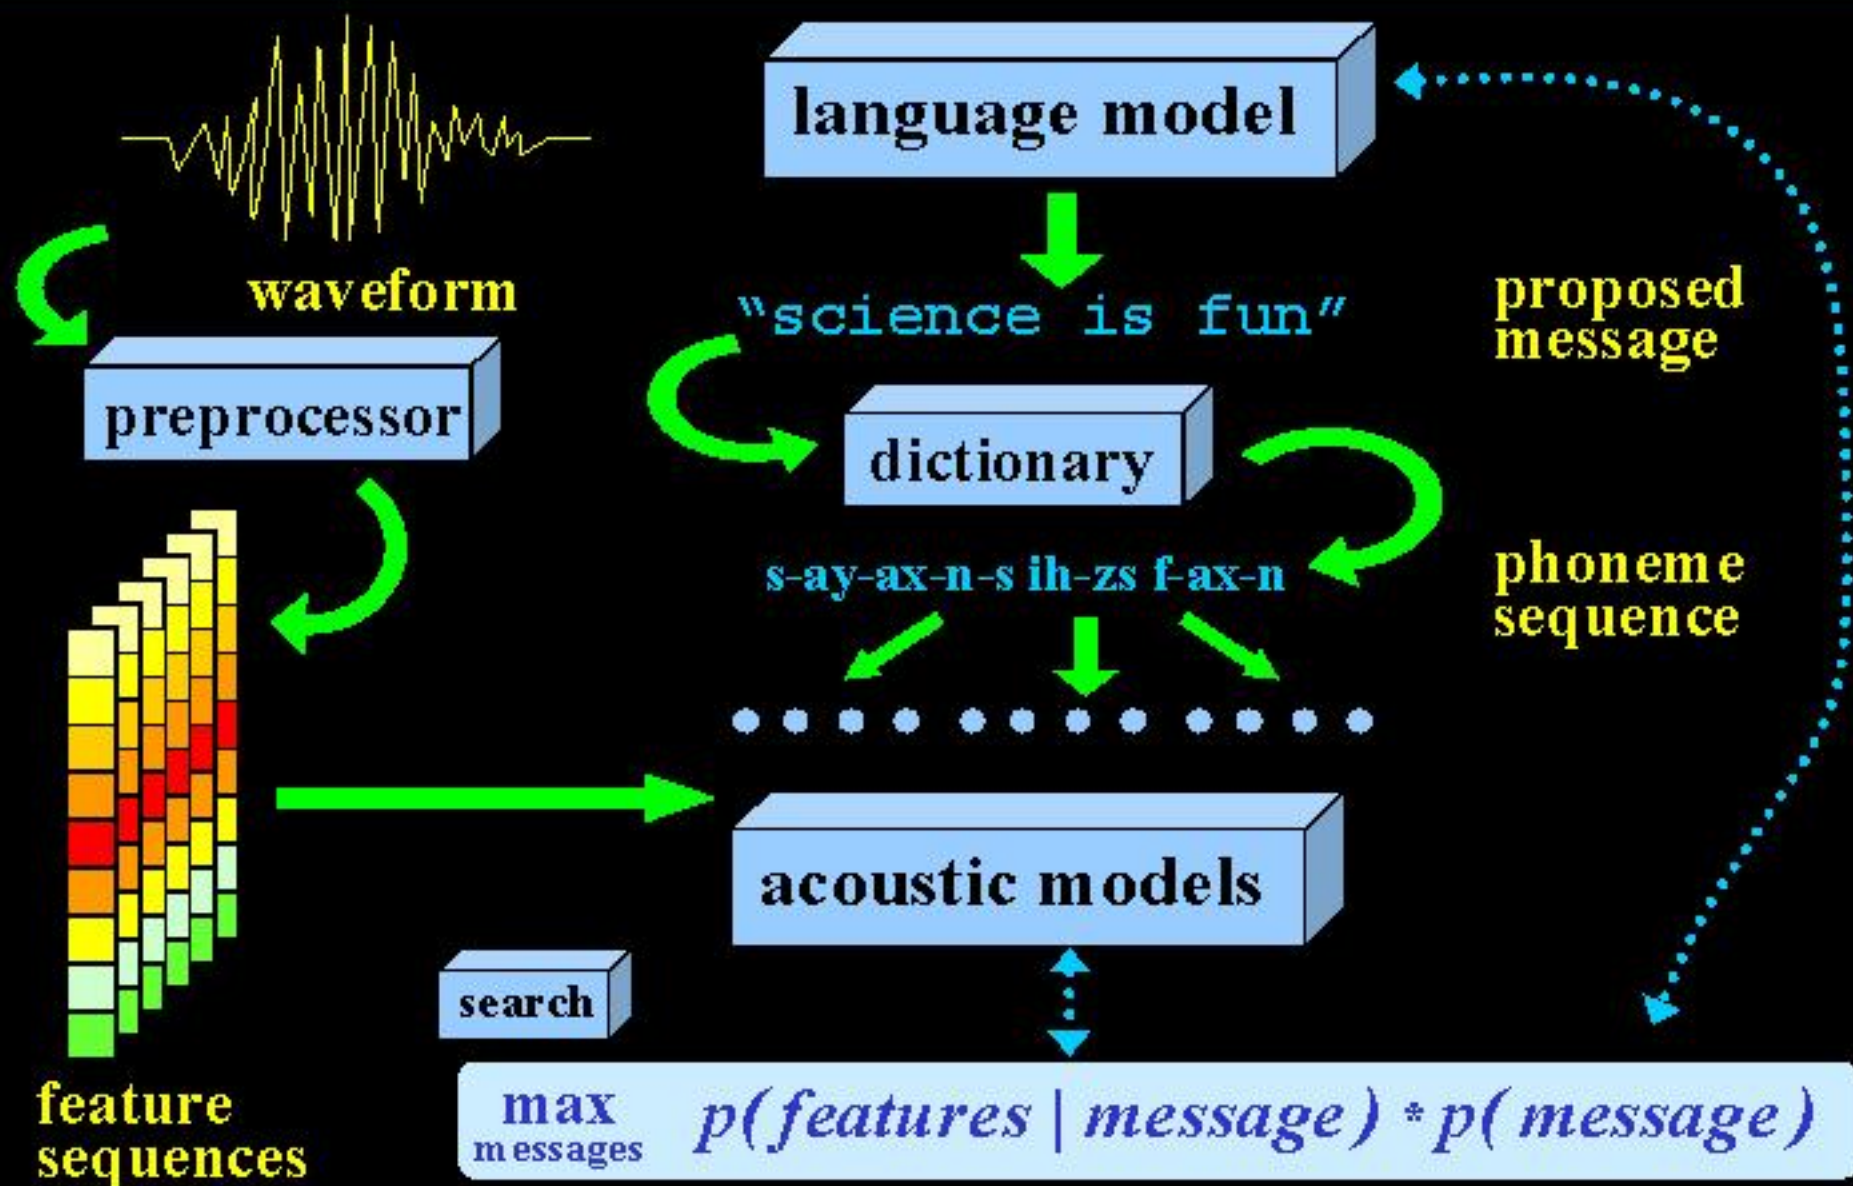 language model
waveform
“science is fun”
proposed
message
preprocessor
dictionary
s-ay-ax-n-s ih-zs f-ax-n
phoneme
sequence
acoustic models
search
feature
sequences
max
messages
p(features | message) * p( message)